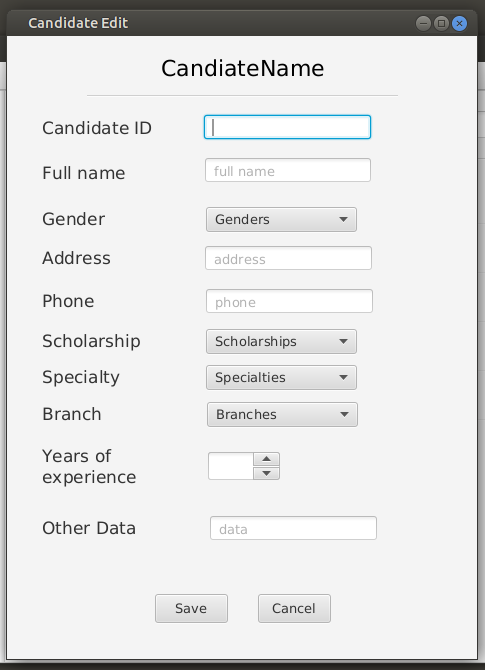 Candidate Edit
CandiateName
Candidate ID
Full name full name
Gender Genders
Address address
Phone phone
Scholarship Scholarships
Specialty Specialties
Branch Branches
Years of
experience
Other Data data
Save Cancel